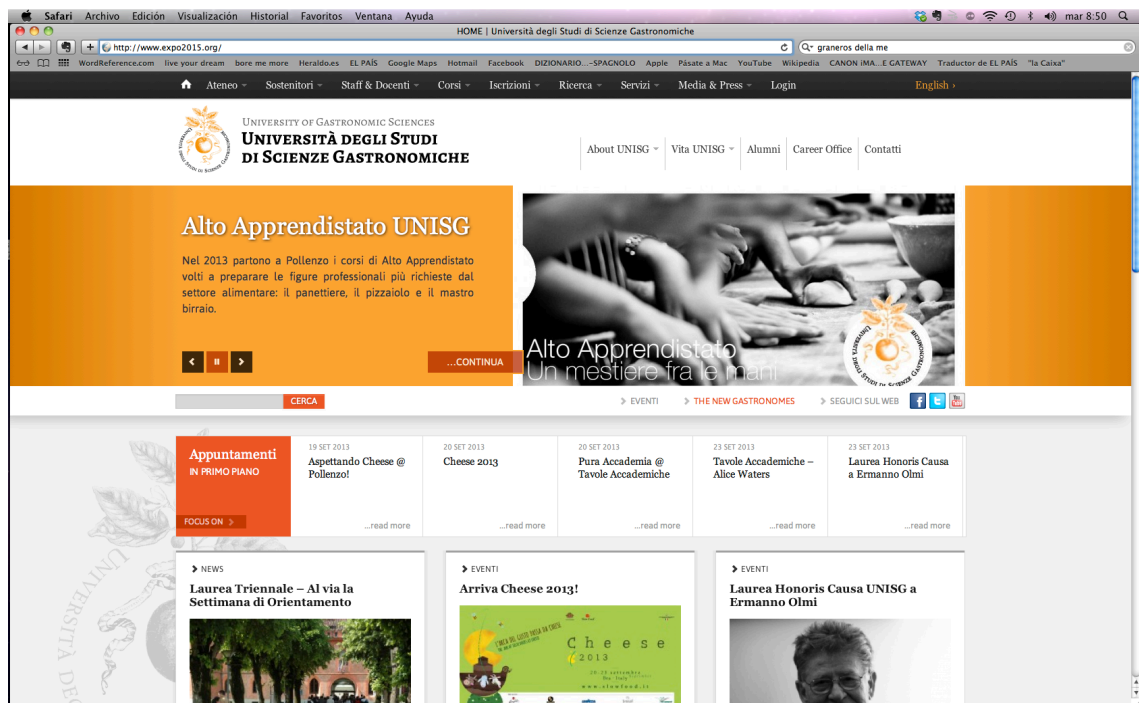 Safari Archivo Edición Visualización Historial Favoritos Ventana Ayuda mar 8:50
HOME | Università degli Studi di Scienze Gastronomiche
http://www.expo2015.org/ graneros della me
WordReference.com live your dream bore me more Heraldo.es EL PAÍS Google Maps Hotmail Facebook DIZIONARIO...–SPAGNOLO Apple Pásate a Mac YouTube Wikipedia CANON iMA...E GATEWAY Traductor de EL PAÍS "la Caixa"
Ateneo Sostenitori Staff & Docenti Corsi Iscrizioni Ricerca Servizi Media & Press Login English ›
University of Gastronomic Sciences
Università degli Studi
di Scienze Gastronomiche
About UNISG Vita UNISG Alumni Career Office Contatti
Alto Apprendistato UNISG
Nel 2013 partono a Pollenzo i corsi di Alto Apprendistato
volti a preparare le figure professionali più richieste dal
settore alimentare: il panettiere, il pizzaiolo e il mastro
birraio.
...CONTINUA
Alto Apprendistato
Un mestiere fra le mani
Università degli Studi di Scienze Gastronomiche
CERCA
EVENTI THE NEW GASTRONOMES SEGUICI SUL WEB
Appuntamenti
IN PRIMO PIANO
FOCUS ON
19 SET 2013
Aspettando Cheese @
Pollenzo!
...read more
20 SET 2013
Cheese 2013
...read more
20 SET 2013
Pura Accademia @
Tavole Accademiche
...read more
23 SET 2013
Tavole Accademiche –
Alice Waters
...read more
23 SET 2013
Laurea Honoris Causa
a Ermanno Olmi
...read more
NEWS
Laurea Triennale – Al via la
Settimana di Orientamento
EVENTI
Arriva Cheese 2013!
Cheese
2013
www.slowfood.it
EVENTI
Laurea Honoris Causa UNISG a
Ermanno Olmi